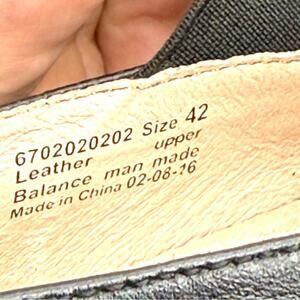 6702020202 Size 42
Leather upper
Balance man made
Made in China 02-08-16